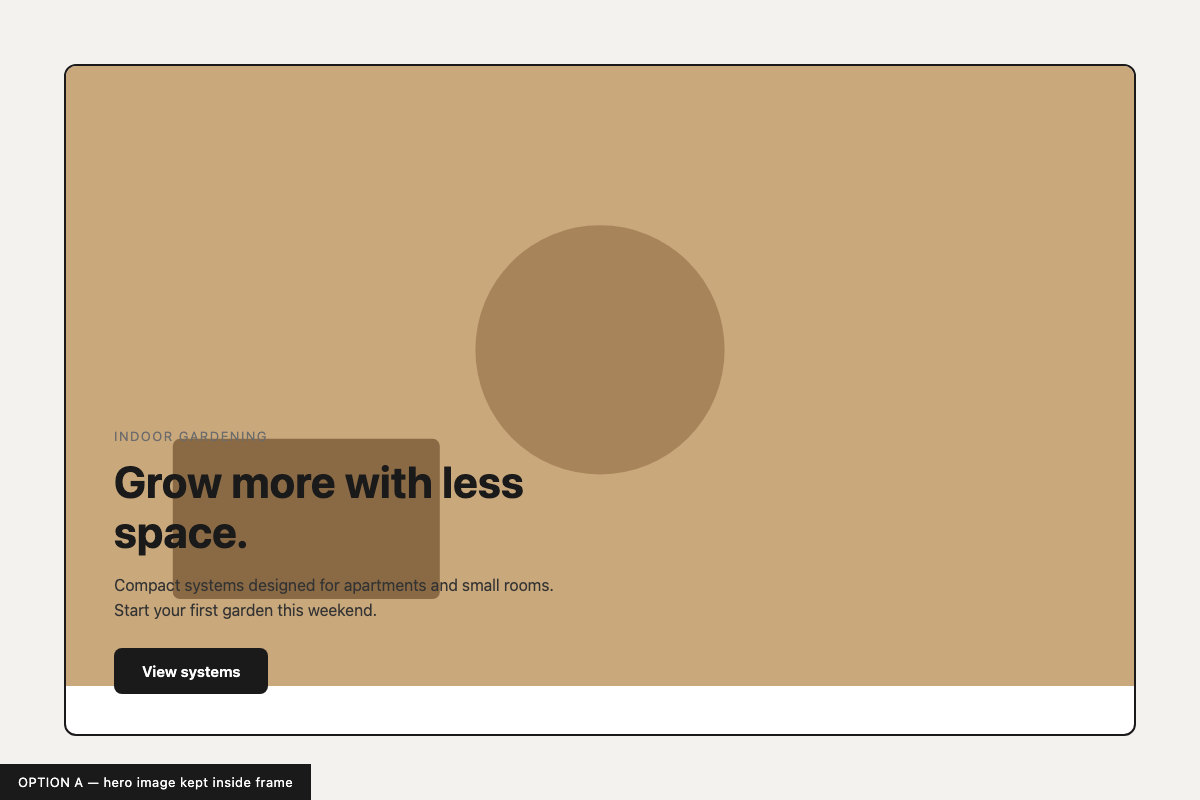 INDOOR GARDENING
Grow more with less
space.
Compact systems designed for apartments and small rooms.
Start your first garden this weekend.
View systems
OPTION A — hero image kept inside frame